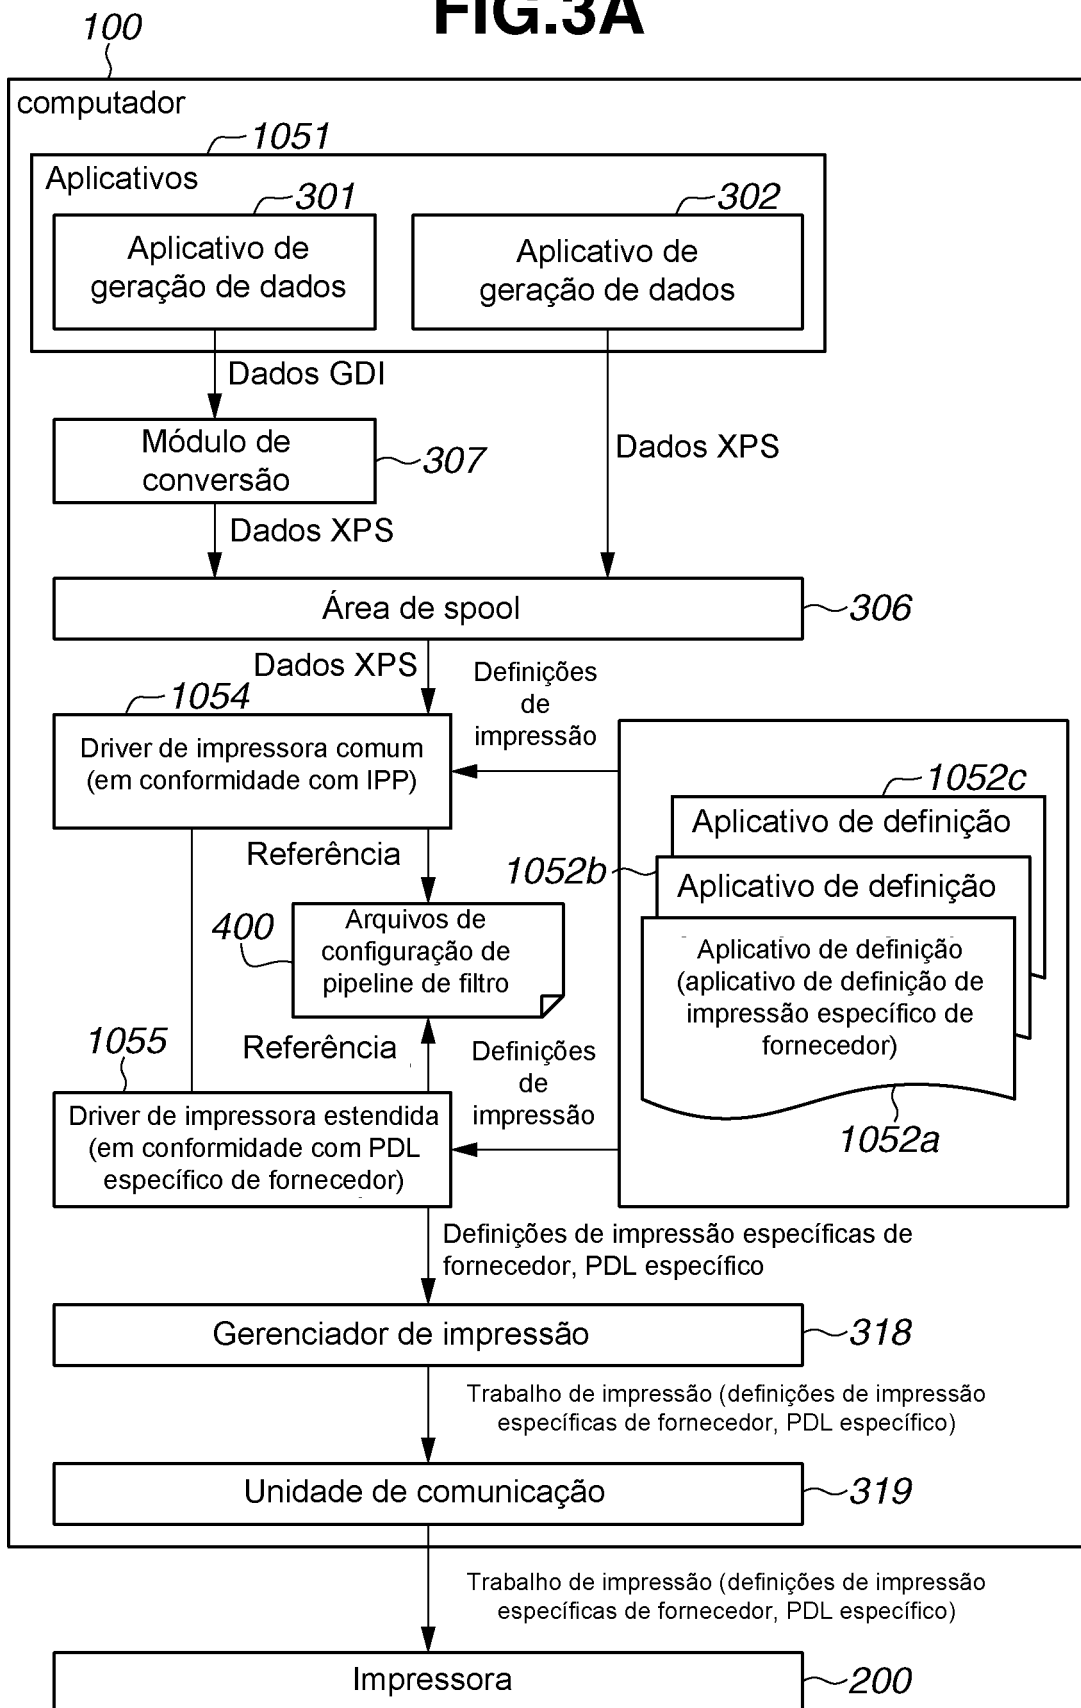 FIG.3A
100
computador
1051
Aplicativos
301
302
Aplicativo de
geração de dados
Aplicativo de
geração de dados
Dados GDI
Módulo de
conversão
307
Dados XPS
Dados XPS
Área de spool
306
Dados XPS
Definições
de
impressão
1054
Driver de impressora comum
(em conformidade com IPP)
1052c
Aplicativo de definição
1052b
Aplicativo de definição
Aplicativo de definição
(aplicativo de definição de
impressão específico de
fornecedor)
1052a
Referência
400
Arquivos de
configuração de
pipeline de filtro
Referência
Definições
de
impressão
1055
Driver de impressora estendida
(em conformidade com PDL
específico de fornecedor)
Definições de impressão específicas de
fornecedor, PDL específico
Gerenciador de impressão
318
Trabalho de impressão (definições de impressão
específicas de fornecedor, PDL específico)
Unidade de comunicação
319
Trabalho de impressão (definições de impressão
específicas de fornecedor, PDL específico)
Impressora
200